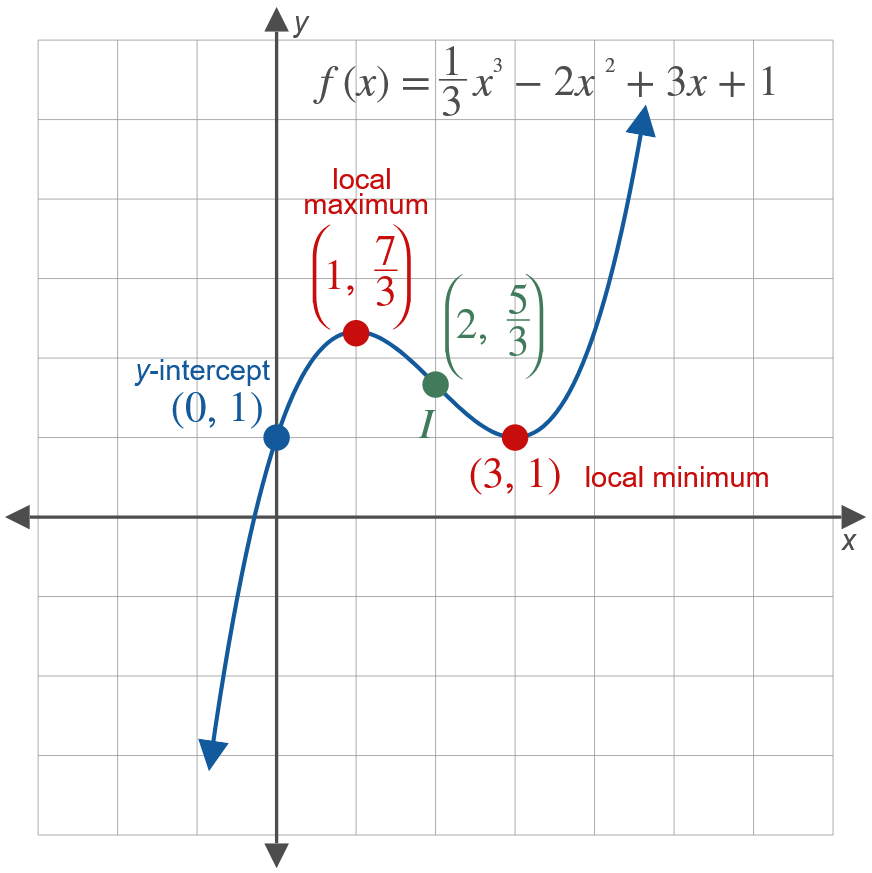 y
f(x) = 1/3 x³ − 2x² + 3x + 1
local
maximum
(1, 7/3)
(2, 5/3)
y-intercept
(0, 1)
I
(3, 1) local minimum
x